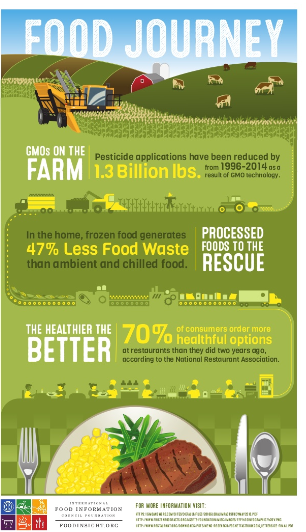 FOOD JOURNEY
GMOs ON THE
FARM
Pesticide applications have been reduced by
1.3 Billion lbs. from 1996-2014 as a
result of GMO technology.
In the home, frozen food generates
47% Less Food Waste
than ambient and chilled food.
PROCESSED
FOODS TO THE
RESCUE
THE HEALTHIER THE
BETTER
70% of consumers order more
healthful options
at restaurants than they did two years ago,
according to the National Restaurant Association.
INTERNATIONAL
FOOD INFORMATION
COUNCIL FOUNDATION
FOODINSIGHT.ORG
FOR MORE INFORMATION VISIT: